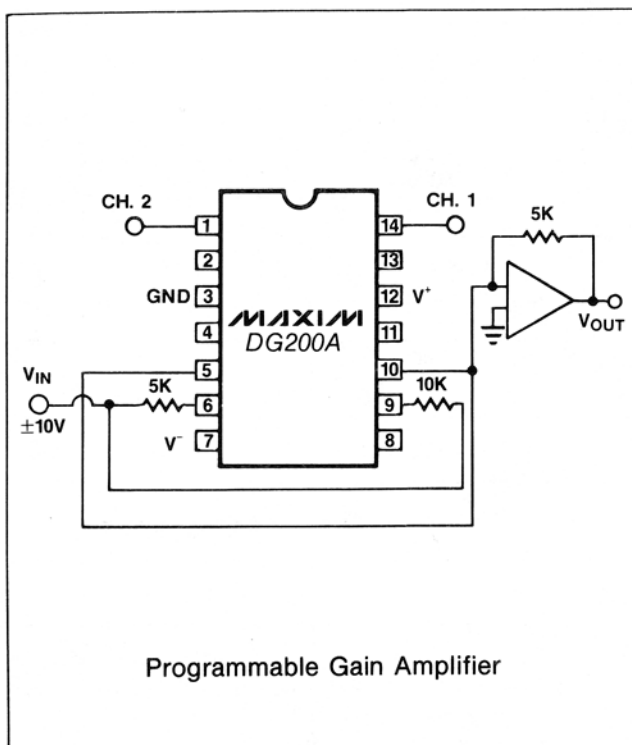 CH. 2
CH. 1
1
14
5K
2
13
GND
3
12
V+
MAXIM
DG200A
4
11
VOUT
VIN
5
10
5K
10K
±10V
6
9
V-
7
8
Programmable Gain Amplifier